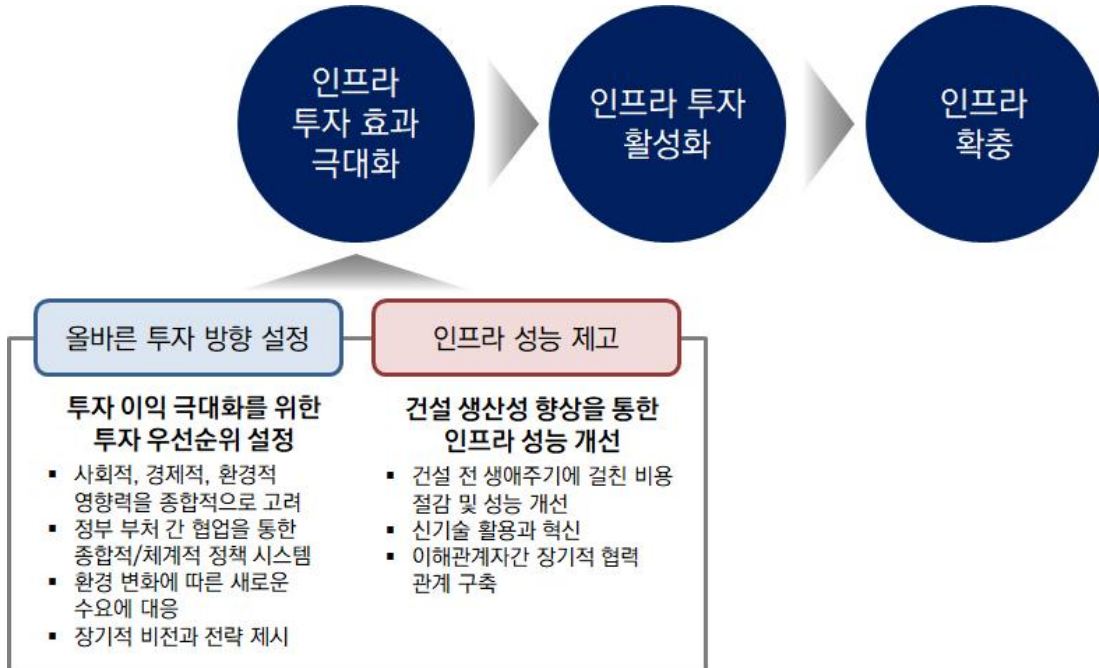 인프라
투자 효과
극대화
인프라 투자
활성화
인프라
확충
올바른 투자 방향 설정
투자 이익 극대화를 위한
투자 우선순위 설정
▪ 사회적, 경제적, 환경적
영향력을 종합적으로 고려
▪ 정부 부처 간 협업을 통한
종합적/체계적 정책 시스템
▪ 환경 변화에 따른 새로운
수요에 대응
▪ 장기적 비전과 전략 제시
인프라 성능 제고
건설 생산성 향상을 통한
인프라 성능 개선
▪ 건설 전 생애주기에 걸친 비용
절감 및 성능 개선
▪ 신기술 활용과 혁신
▪ 이해관계자간 장기적 협력
관계 구축